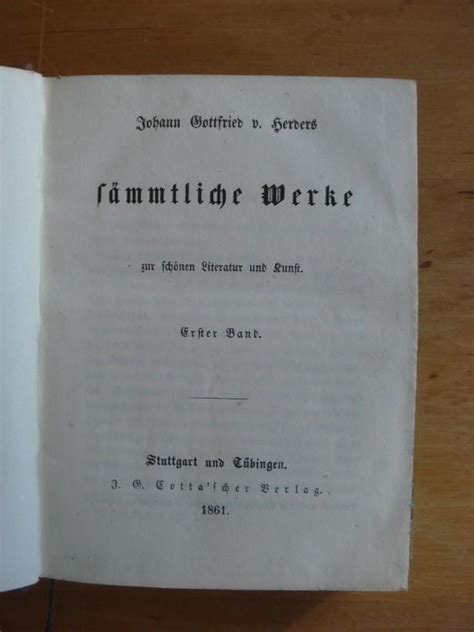 Johann Gottfried v. Herders
ſämmtliche Werke
zur ſchönen Literatur und Kunſt.
Erſter Band.
Stuttgart und Tübingen.
J. G. Cotta'ſcher Verlag.
1861.